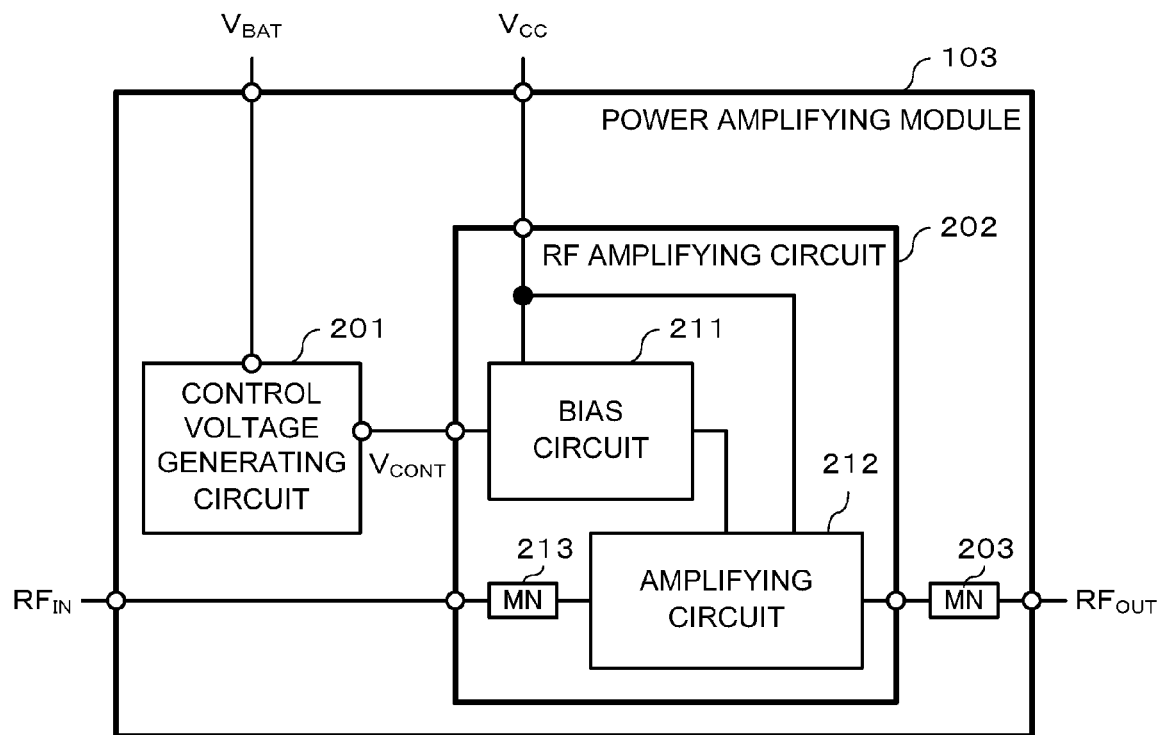 V_BAT
V_CC
103
POWER AMPLIFYING MODULE
202
RF AMPLIFYING CIRCUIT
201
211
CONTROL
VOLTAGE
GENERATING
CIRCUIT
V_CONT
BIAS
CIRCUIT
212
213
203
RF_IN
MN
AMPLIFYING
CIRCUIT
MN
RF_OUT